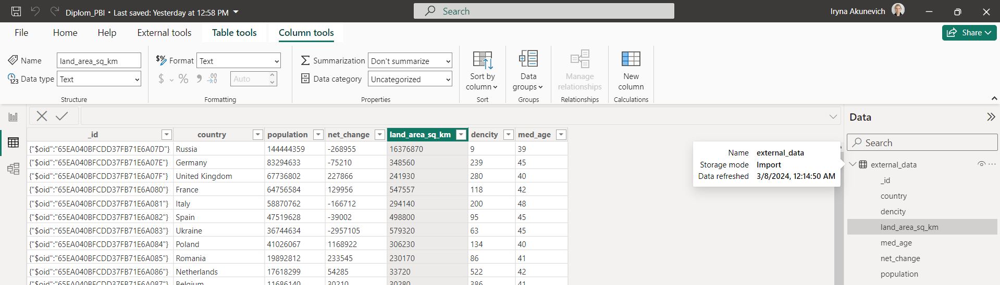 Diplom_PBI • Last saved: Yesterday at 12:58 PM
Search
Iryna Akunevich
File Home Help External tools Table tools Column tools
Share
Name land_area_sq_km
Data type Text
Structure
Format Text
$ % 9 .00 Auto
Formatting
Summarization Don't summarize
Data category Uncategorized
Properties
Sort by
column
Sort
Data
groups
Groups
Manage
relationships
Relationships
New
column
Calculations
_id country population net_change land_area_sq_km dencity med_age
{"$oid":"65EA040BFCDD37FB71E6A07D"} Russia 144444359 -268955 16376870 9 39
{"$oid":"65EA040BFCDD37FB71E6A07E"} Germany 83294633 -75210 348560 239 45
{"$oid":"65EA040BFCDD37FB71E6A07F"} United Kingdom 67736802 227866 241930 280 40
{"$oid":"65EA040BFCDD37FB71E6A080"} France 64756584 129956 547557 118 42
{"$oid":"65EA040BFCDD37FB71E6A081"} Italy 58870762 -166712 294140 200 48
{"$oid":"65EA040BFCDD37FB71E6A082"} Spain 47519628 -39002 498800 95 45
{"$oid":"65EA040BFCDD37FB71E6A083"} Ukraine 36744634 -2957105 579320 63 45
{"$oid":"65EA040BFCDD37FB71E6A084"} Poland 41026067 1168922 306230 134 40
{"$oid":"65EA040BFCDD37FB71E6A085"} Romania 19892812 233545 230170 86 41
{"$oid":"65EA040BFCDD37FB71E6A086"} Netherlands 17618299 54285 33720 522 42
{"$oid":"65EA040BFCDD37FB71E6A087"} Belgium 11686140 30210 30280 386 41
Name external_data
Storage mode Import
Data refreshed 3/8/2024, 12:14:50 AM
Data
Search
external_data
_id
country
dencity
land_area_sq_km
med_age
net_change
population